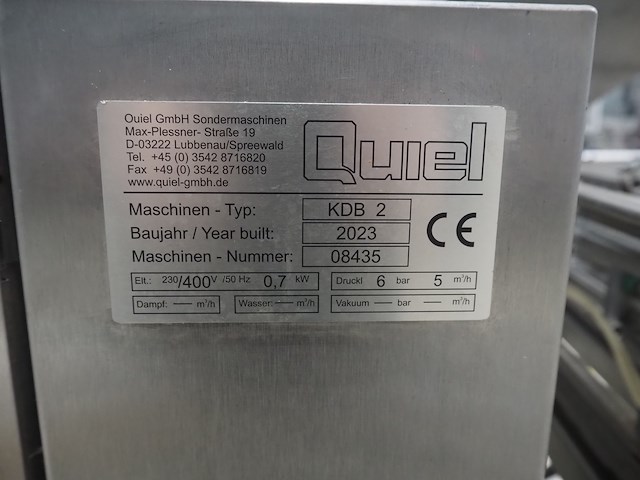 Quiel GmbH Sondermaschinen
Max-Plessner- Straße 19
D-03222 Lubbenau/Spreewald
Tel. +45 (0) 3542 8716820
Fax +49 (0) 3542 8716819
www.quiel-gmbh.de
Quiel
Maschinen - Typ: KDB 2
Baujahr / Year built: 2023
Maschinen - Nummer: 08435
CE
Elt.: 230/400V /50 Hz 0,7 kW
Druckl 6 bar 5 m³/h
Dampf: — m³/h
Wasser: — m³/h
Vakuum — bar — m³/h